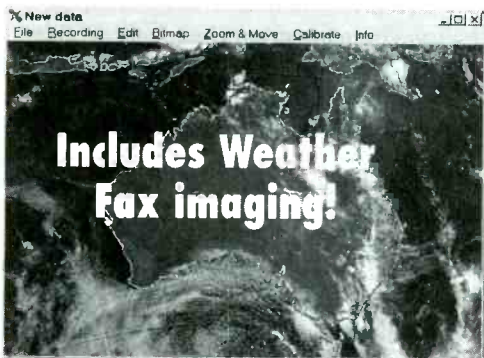 New data
File Recording Edit Bitmap Zoom & Move Calibrate Info
Includes Weather
Fax imaging!